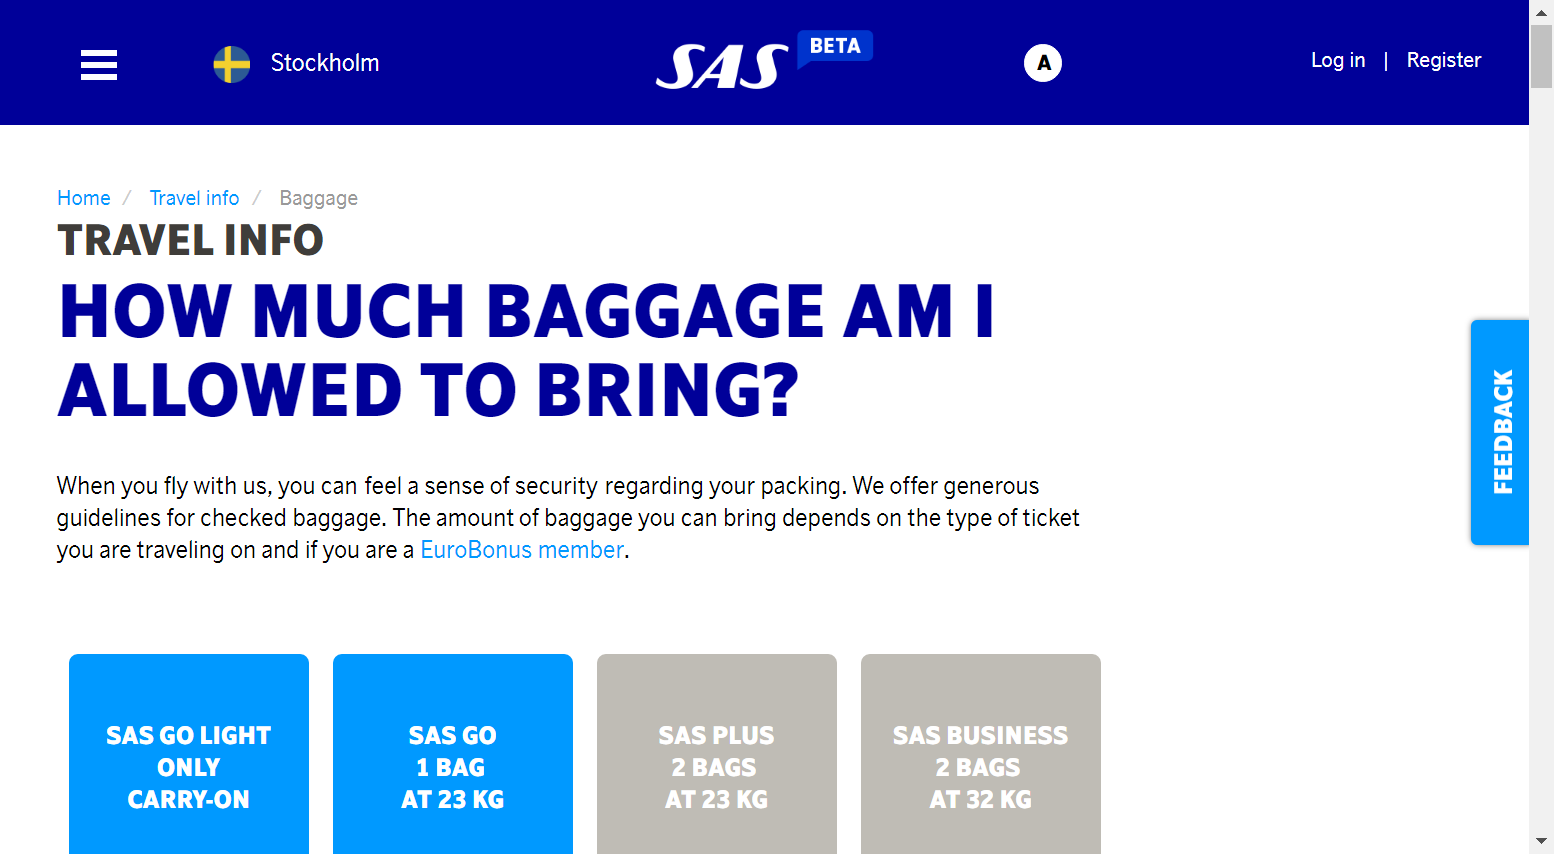 Stockholm
SAS
BETA
A
Log in | Register
Home / Travel info / Baggage
TRAVEL INFO
HOW MUCH BAGGAGE AM I
ALLOWED TO BRING?
When you fly with us, you can feel a sense of security regarding your packing. We offer generous
guidelines for checked baggage. The amount of baggage you can bring depends on the type of ticket
you are traveling on and if you are a EuroBonus member.
FEEDBACK
SAS GO LIGHT
ONLY
CARRY-ON
SAS GO
1 BAG
AT 23 KG
SAS PLUS
2 BAGS
AT 23 KG
SAS BUSINESS
2 BAGS
AT 32 KG